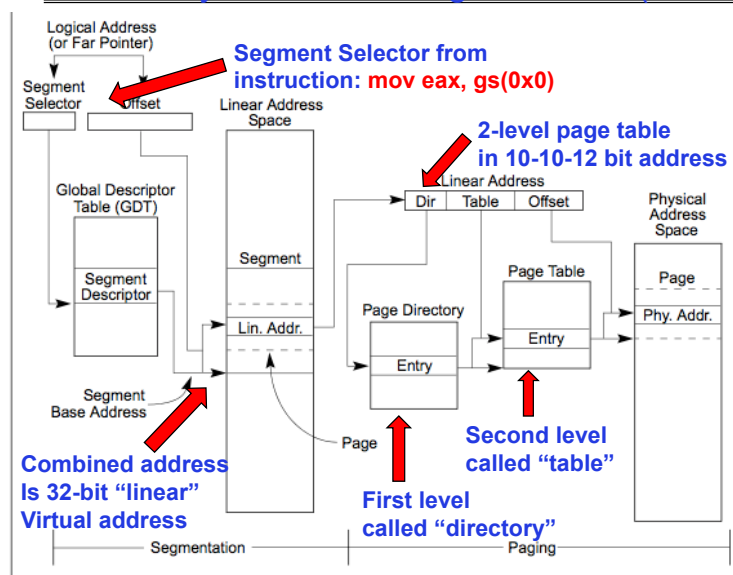 Logical Address
(or Far Pointer)
Segment
Selector
Offset
Segment Selector from
instruction: mov eax, gs(0x0)
Linear Address
Space
2-level page table
in 10-10-12 bit address
Linear Address
Dir Table Offset
Physical
Address
Space
Global Descriptor
Table (GDT)
Segment
Descriptor
Segment
Lin. Addr.
Page Directory
Entry
Page Table
Entry
Page
Phy. Addr.
Segment
Base Address
Page
Combined address
Is 32-bit “linear”
Virtual address
First level
called “directory”
Second level
called “table”
Segmentation
Paging